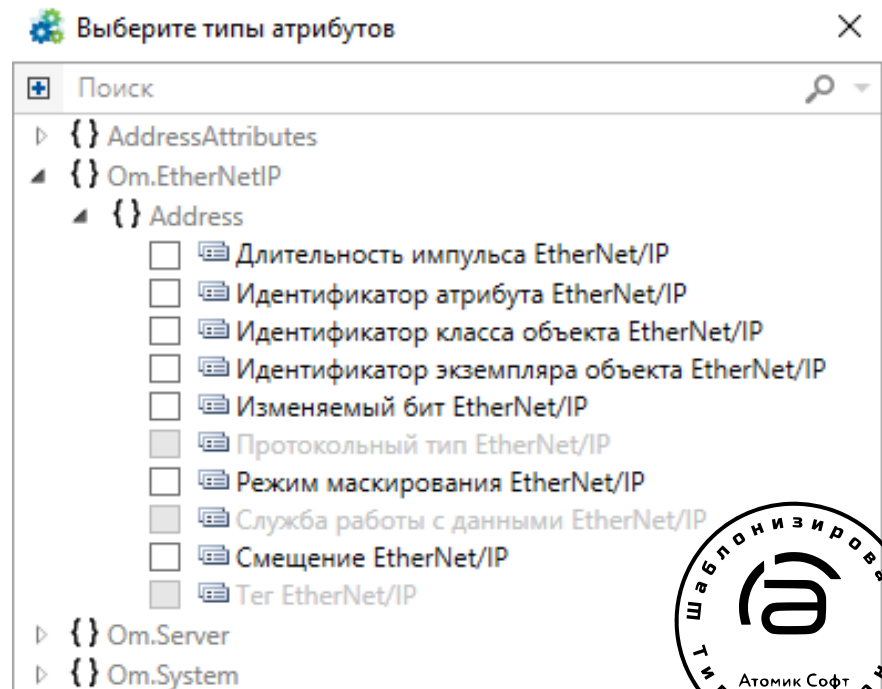 Выберите типы атрибутов
Поиск
{} AddressAttributes
{} Om.EtherNetIP
{} Address
Длительность импульса EtherNet/IP
Идентификатор атрибута EtherNet/IP
Идентификатор класса объекта EtherNet/IP
Идентификатор экземпляра объекта EtherNet/IP
Изменяемый бит EtherNet/IP
Протокольный тип EtherNet/IP
Режим маскирования EtherNet/IP
Служба работы с данными EtherNet/IP
Смещение EtherNet/IP
Тег EtherNet/IP
{} Om.Server
{} Om.System
Атомик Софт